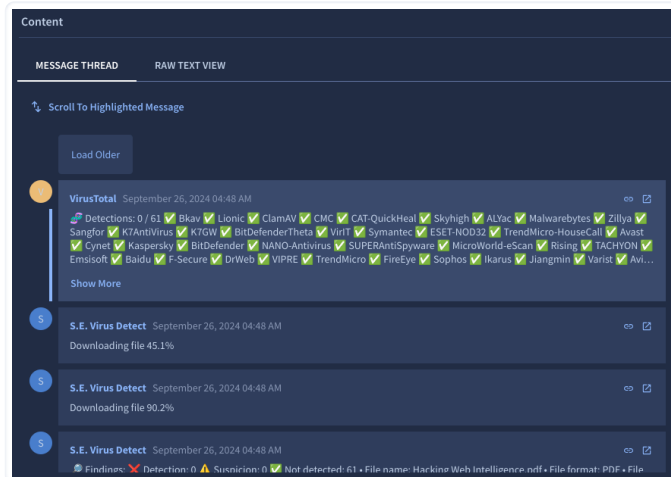 Content
MESSAGE THREAD RAW TEXT VIEW
Scroll To Highlighted Message
Load Older
VirusTotal September 26, 2024 04:48 AM
🧬 Detections: 0 / 61 ✅ Bkav ✅ Lionic ✅ ClamAV ✅ CMC ✅ CAT-QuickHeal ✅ Skyhigh ✅ ALYac ✅ Malwarebytes ✅ Zillya ✅
Sangfor ✅ K7AntiVirus ✅ K7GW ✅ BitDefenderTheta ✅ VirIT ✅ Symantec ✅ ESET-NOD32 ✅ TrendMicro-HouseCall ✅ Avast
✅ Cynet ✅ Kaspersky ✅ BitDefender ✅ NANO-Antivirus ✅ SUPERAntiSpyware ✅ MicroWorld-eScan ✅ Rising ✅ TACHYON ✅
Emsisoft ✅ Baidu ✅ F-Secure ✅ DrWeb ✅ VIPRE ✅ TrendMicro ✅ FireEye ✅ Sophos ✅ Ikarus ✅ Jiangmin ✅ Varist ✅ Avi...
Show More
S
S.E. Virus Detect September 26, 2024 04:48 AM
Downloading file 45.1%
S
S.E. Virus Detect September 26, 2024 04:48 AM
Downloading file 90.2%
S
S.E. Virus Detect September 26, 2024 04:48 AM
🔎 Findings: ❌ Detection: 0 ⚠️ Suspicion: 0 ✅ Not detected: 61 • File name: Hacking Web Intelligence.pdf • File format: PDF • File